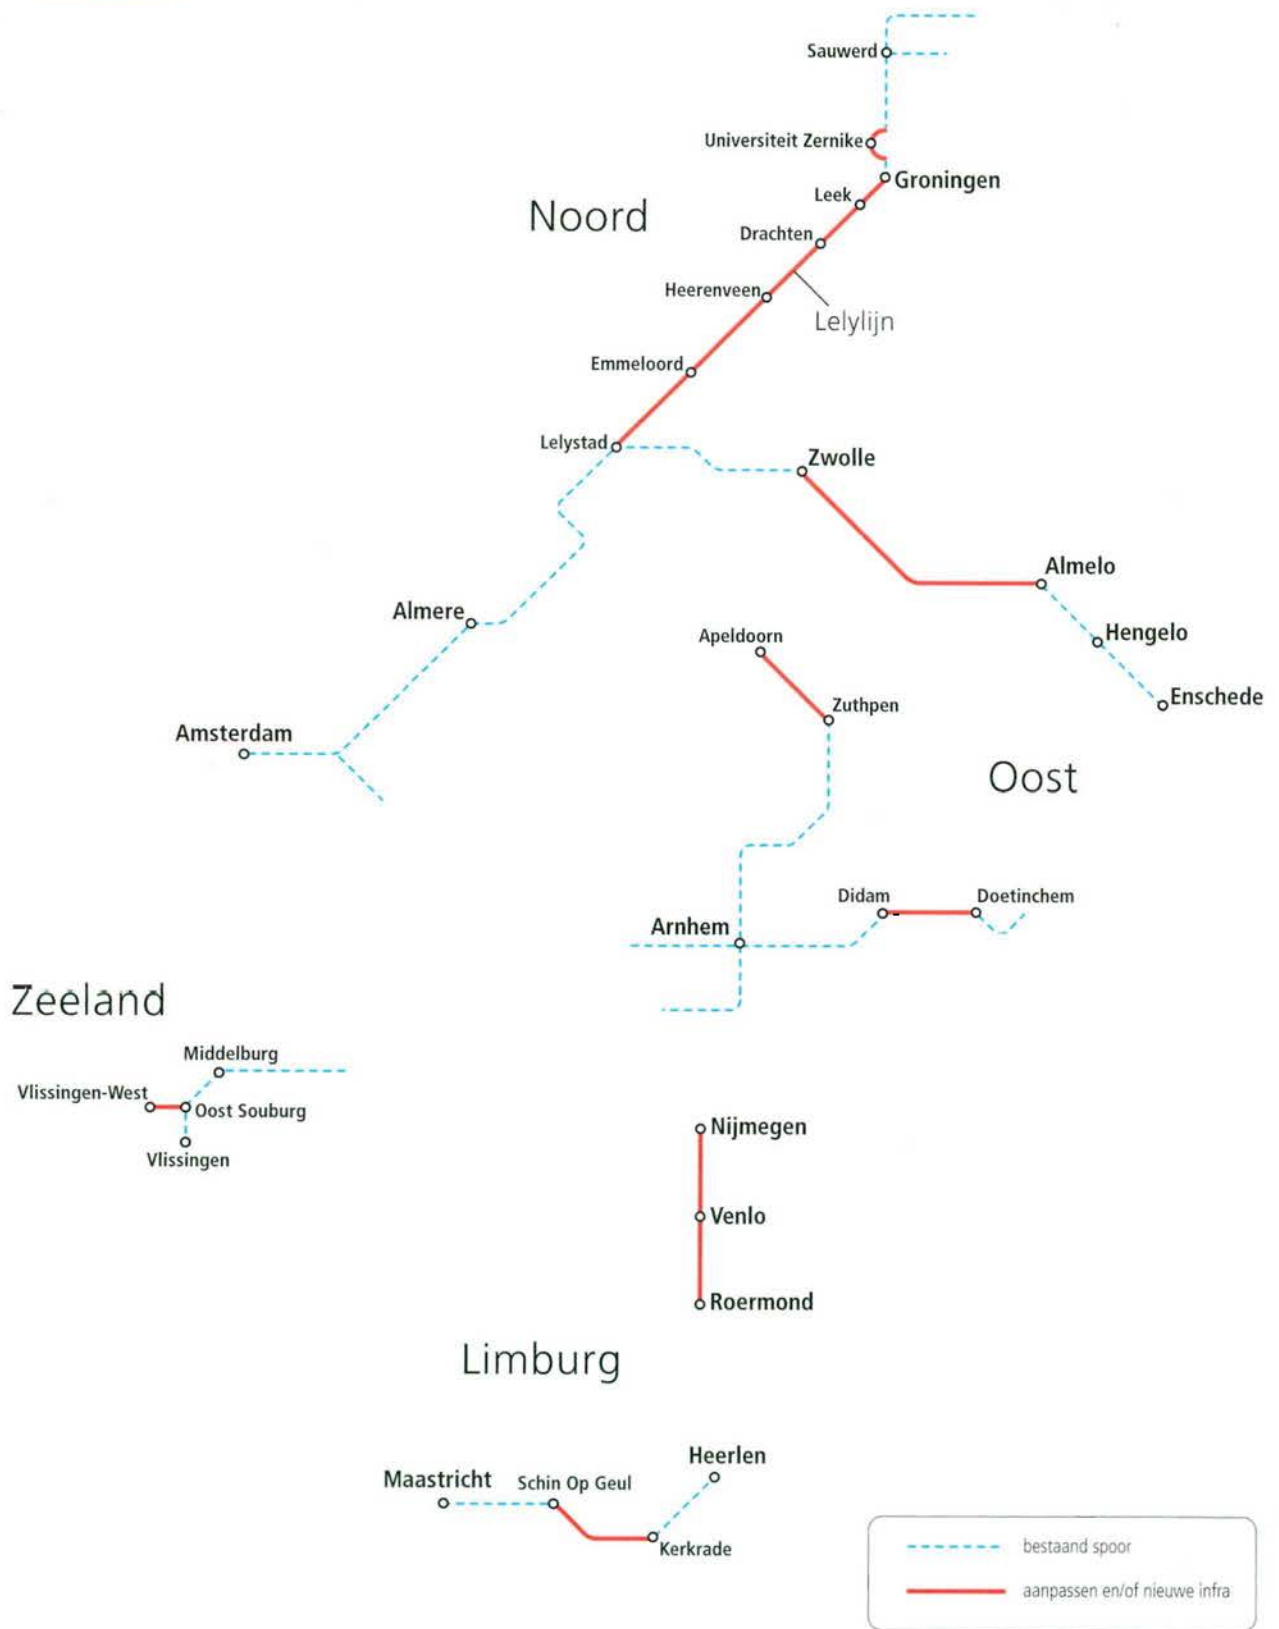 Sauwerd
Universiteit Zernike
Groningen
Leek
Noord
Drachten
Heerenveen
Lelylijn
Emmeloord
Lelystad
Zwolle
Almelo
Almere
Hengelo
Apeldoorn
Enschede
Zuthpen
Amsterdam
Oost
Didam
Doetinchem
Arnhem
Zeeland
Middelburg
Vlissingen-West
Oost Souburg
Vlissingen
Nijmegen
Venlo
Roermond
Limburg
Heerlen
Maastricht
Schin Op Geul
Kerkrade
bestaand spoor
aanpassen en/of nieuwe infra